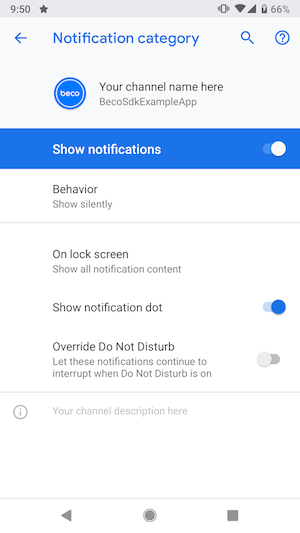 9:50
66%
Notification category
beco
Your channel name here
BecoSdkExampleApp
Show notifications
Behavior
Show silently
On lock screen
Show all notification content
Show notification dot
Override Do Not Disturb
Let these notifications continue to
interrupt when Do Not Disturb is on
Your channel description here